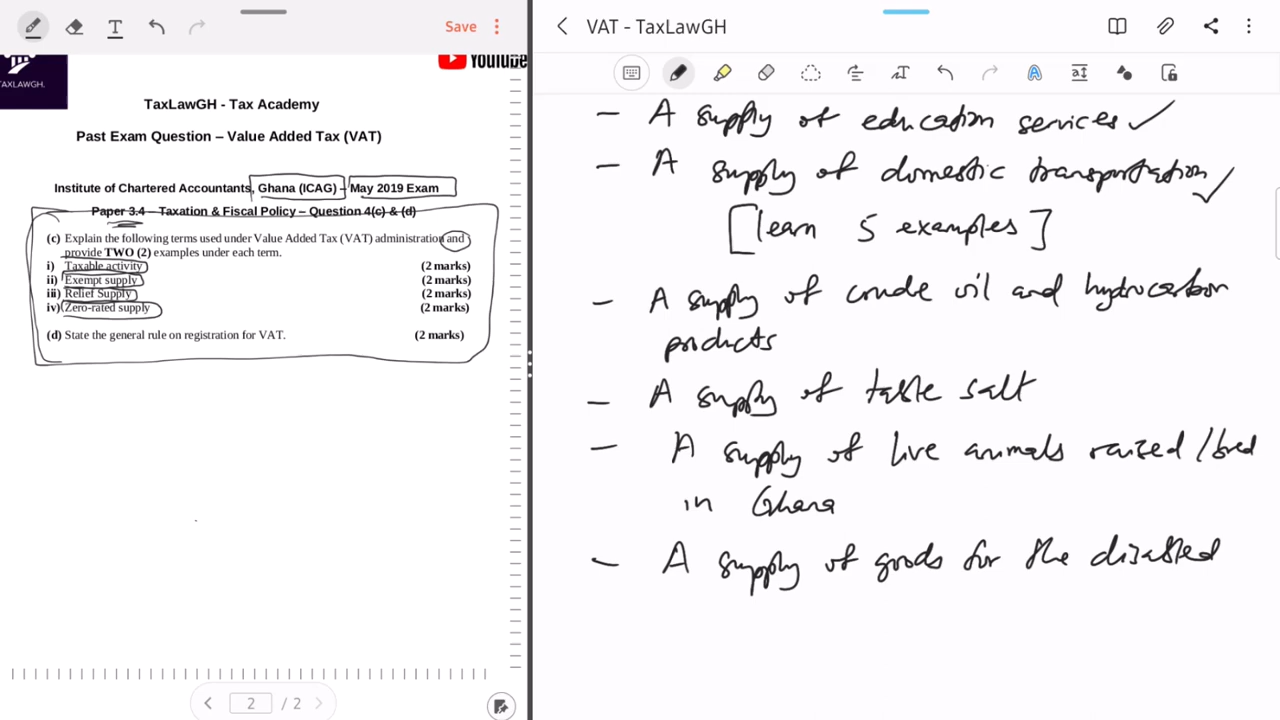 Save
TAXLAWGH.
YouTube
TaxLawGH - Tax Academy
Past Exam Question – Value Added Tax (VAT)
Institute of Chartered Accountants, Ghana (ICAG) – May 2019 Exam
Paper 3.4 – Taxation & Fiscal Policy – Question 4(c) & (d)
(c) Explain the following terms used under Value Added Tax (VAT) administration and
provide TWO (2) examples under each term.
i) Taxable activity (2 marks)
ii) Exempt supply (2 marks)
iii) Relief Supply (2 marks)
iv) Zero-rated supply (2 marks)
(d) State the general rule on registration for VAT. (2 marks)
2 / 2
VAT - TaxLawGH
– A supply of education services ✓
– A supply of domestic transportation ✓
[learn 5 examples]
– A supply of crude oil and hydrocarbon
products
– A supply of table salt
– A supply of live animals raised / bred
in Ghana
– A supply of goods for the disabled